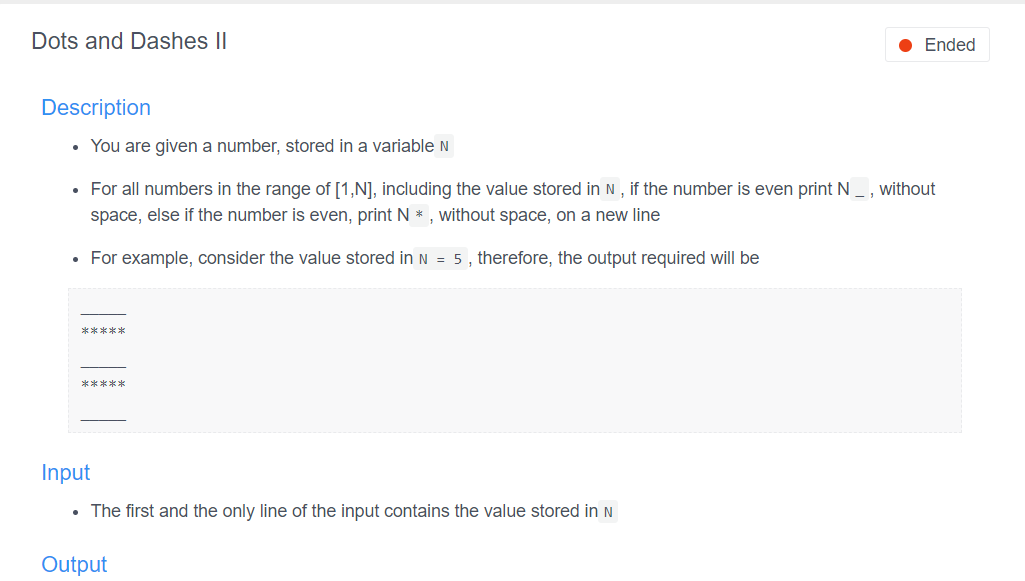 Dots and Dashes II
Ended
Description
You are given a number, stored in a variable N
For all numbers in the range of [1,N], including the value stored in N , if the number is even print N _ , without
space, else if the number is even, print N * , without space, on a new line
For example, consider the value stored in N = 5 , therefore, the output required will be
_____
*****
_____
*****
_____
Input
The first and the only line of the input contains the value stored in N
Output